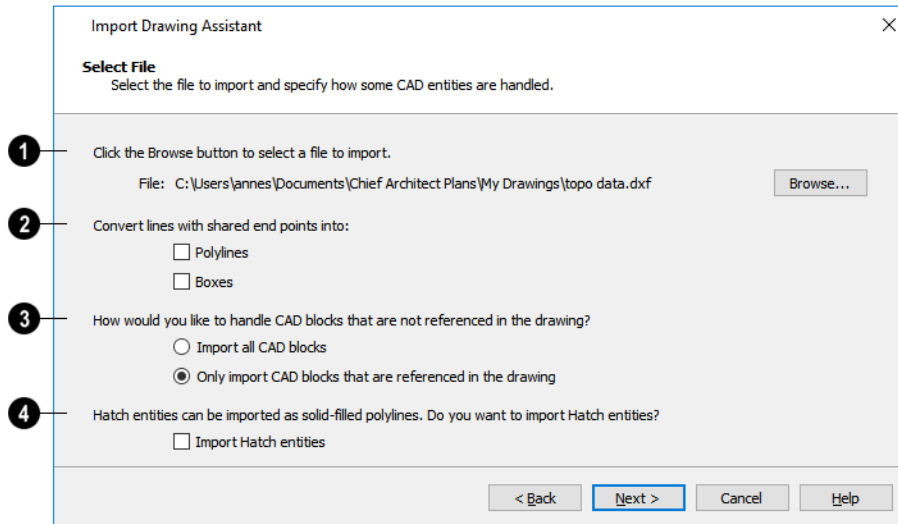 Import Drawing Assistant
Select File
Select the file to import and specify how some CAD entities are handled.
1 Click the Browse button to select a file to import.
File: C:\Users\annes\Documents\Chief Architect Plans\My Drawings\topo data.dxf Browse...
2 Convert lines with shared end points into:
Polylines
Boxes
3 How would you like to handle CAD blocks that are not referenced in the drawing?
Import all CAD blocks
Only import CAD blocks that are referenced in the drawing
4 Hatch entities can be imported as solid-filled polylines. Do you want to import Hatch entities?
Import Hatch entities
< Back Next > Cancel Help